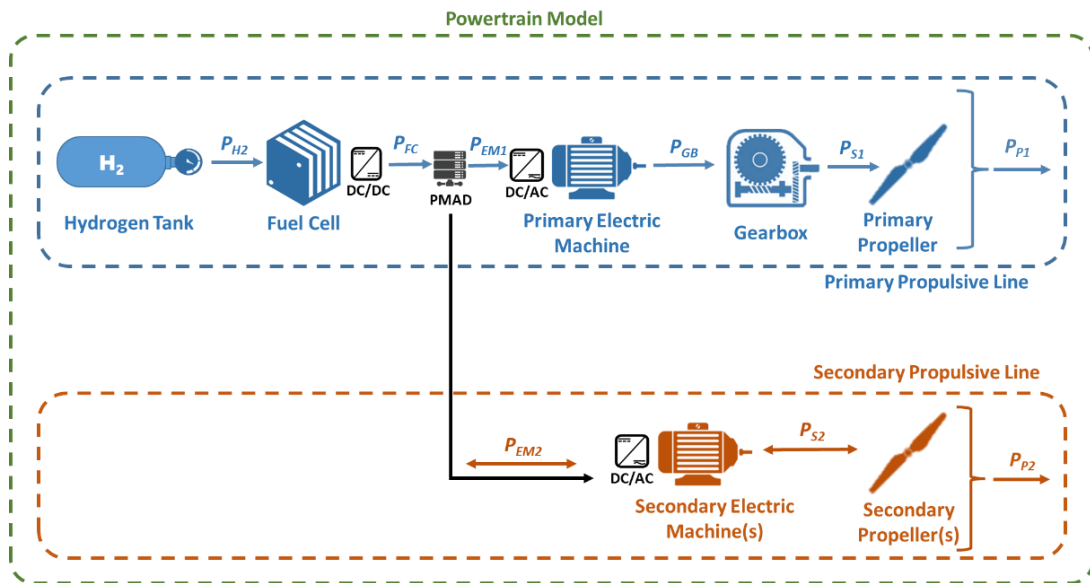 Powertrain Model
H2
P_H2
P_FC
P_EM1
P_GB
P_S1
P_P1
DC/DC
PMAD
DC/AC
Hydrogen Tank
Fuel Cell
Primary Electric
Machine
Gearbox
Primary
Propeller
Primary Propulsive Line
Secondary Propulsive Line
P_EM2
P_S2
P_P2
DC/AC
Secondary Electric
Machine(s)
Secondary
Propeller(s)